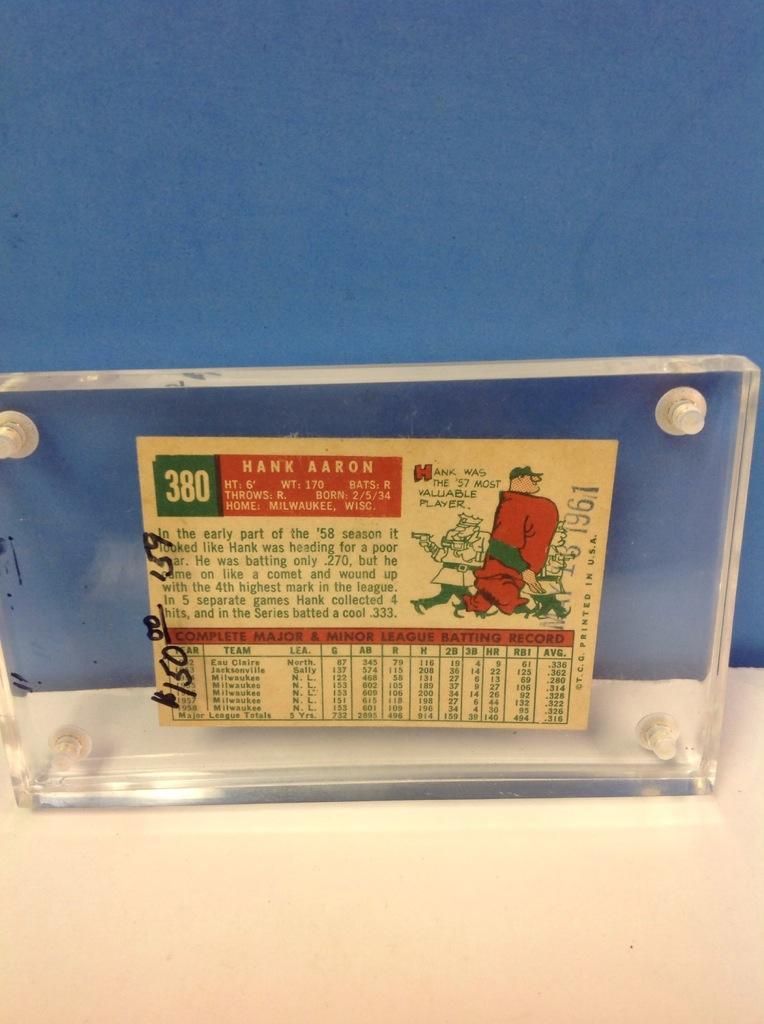 380
HANK AARON
HT: 6' WT: 170 BATS: R
THROWS: R. BORN: 2/5/34
HOME: MILWAUKEE, WISC.
HANK WAS
THE '57 MOST
VALUABLE
PLAYER.
In the early part of the '58 season it
looked like Hank was heading for a poor
year. He was batting only .270, but he
came on like a comet and wound up
with the 4th highest mark in the league.
In 5 separate games Hank collected 4
hits, and in the Series batted a cool .333.
COMPLETE MAJOR & MINOR LEAGUE BATTING RECORD
YEAR TEAM LEA. G AB R H 2B 3B HR RBI AVG.
Eau Claire North. 87 345 79 116 19 4 9 61 .336
Jacksonville Sally 137 574 115 208 36 14 22 125 .362
Milwaukee N. L. 122 468 58 131 27 6 13 69 .280
Milwaukee N. L. 153 602 105 189 37 9 27 106 .314
Milwaukee N. L. 153 609 106 200 34 14 26 92 .328
1957 Milwaukee N. L. 151 615 118 198 27 6 44 132 .322
1958 Milwaukee N. L. 153 601 109 196 34 4 30 95 .326
Major League Totals 5 Yrs. 732 2895 496 914 159 39 140 494 .316
©T.C.G. PRINTED IN U.S.A.
1961
$150.00